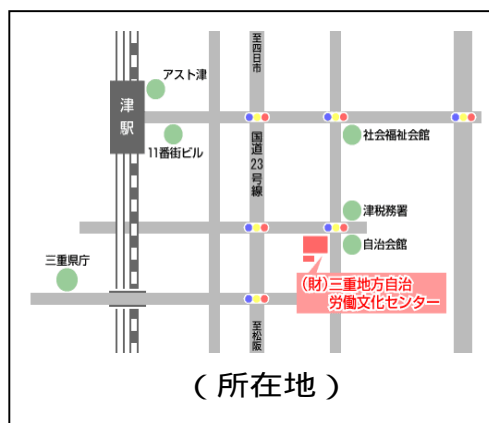 至四日市
アスト津
津駅
11番街ビル
国道23号線
社会福祉会館
津税務署
自治会館
三重県庁
(財)三重地方自治
労働文化センター
至松阪
(所在地)